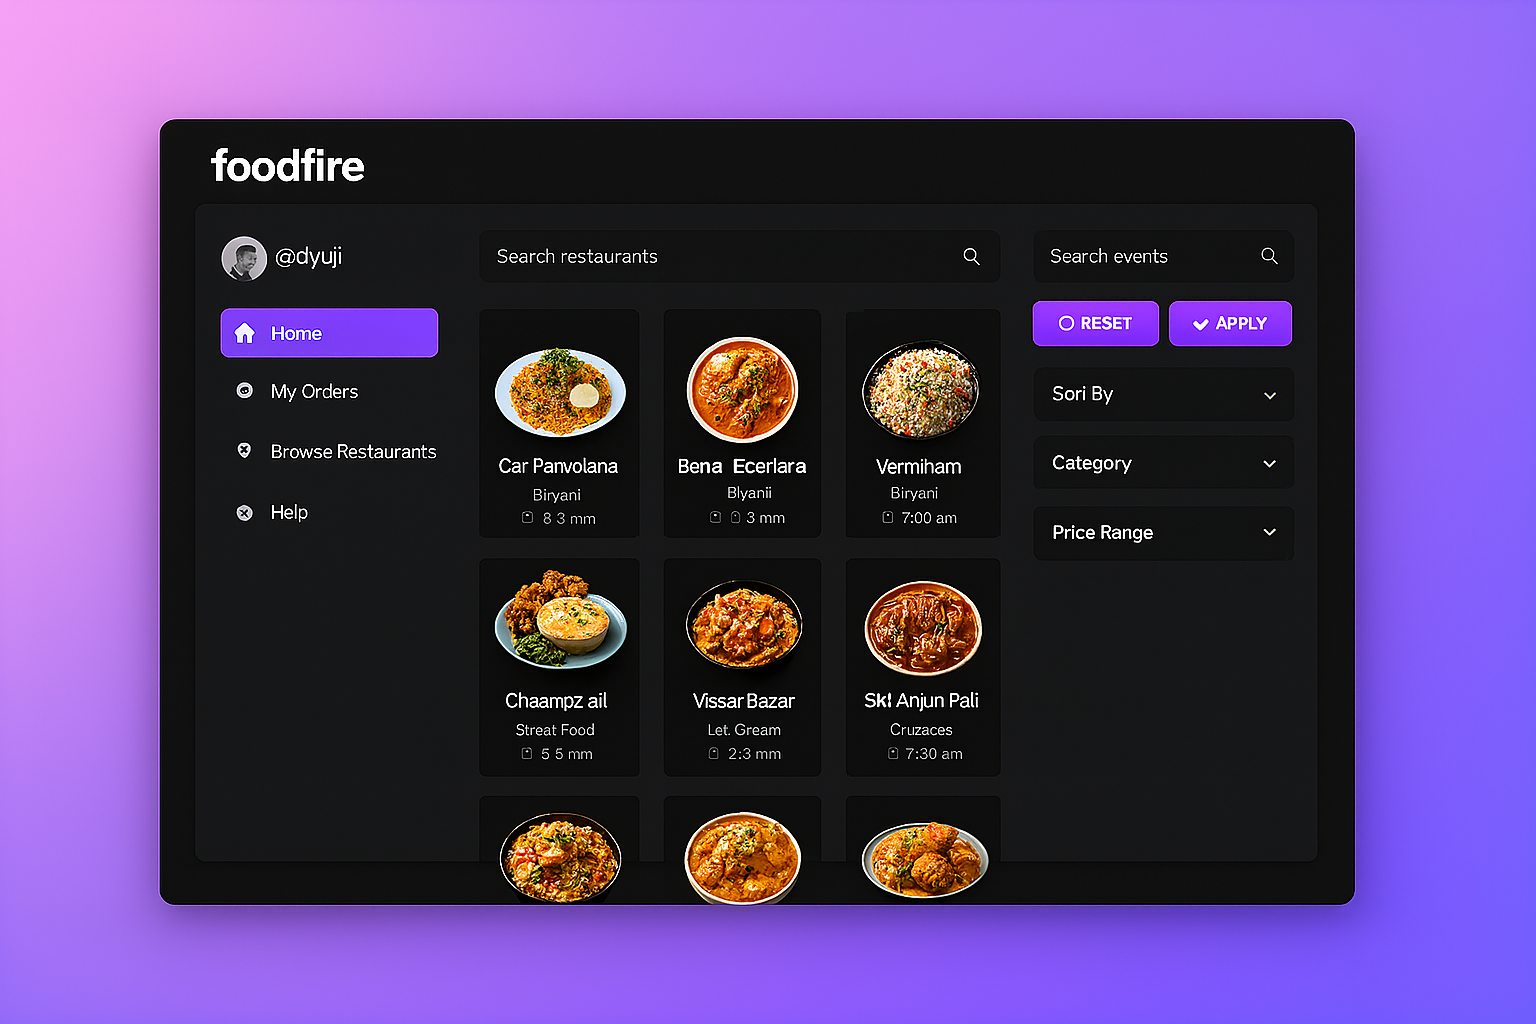 foodfire
@dyuji
Home
My Orders
Browse Restaurants
Help
Search restaurants
Car Panvolana
Biryani
8 3 mm
Bena Ecerlara
Blyanii
3 mm
Vermiham
Biryani
7:00 am
Chaampz ail
Streat Food
5 5 mm
Vissar Bazar
Let. Gream
2:3 mm
Sk! Anjun Pali
Cruzaces
7:30 am
Search events
RESET
APPLY
Sori By
Category
Price Range